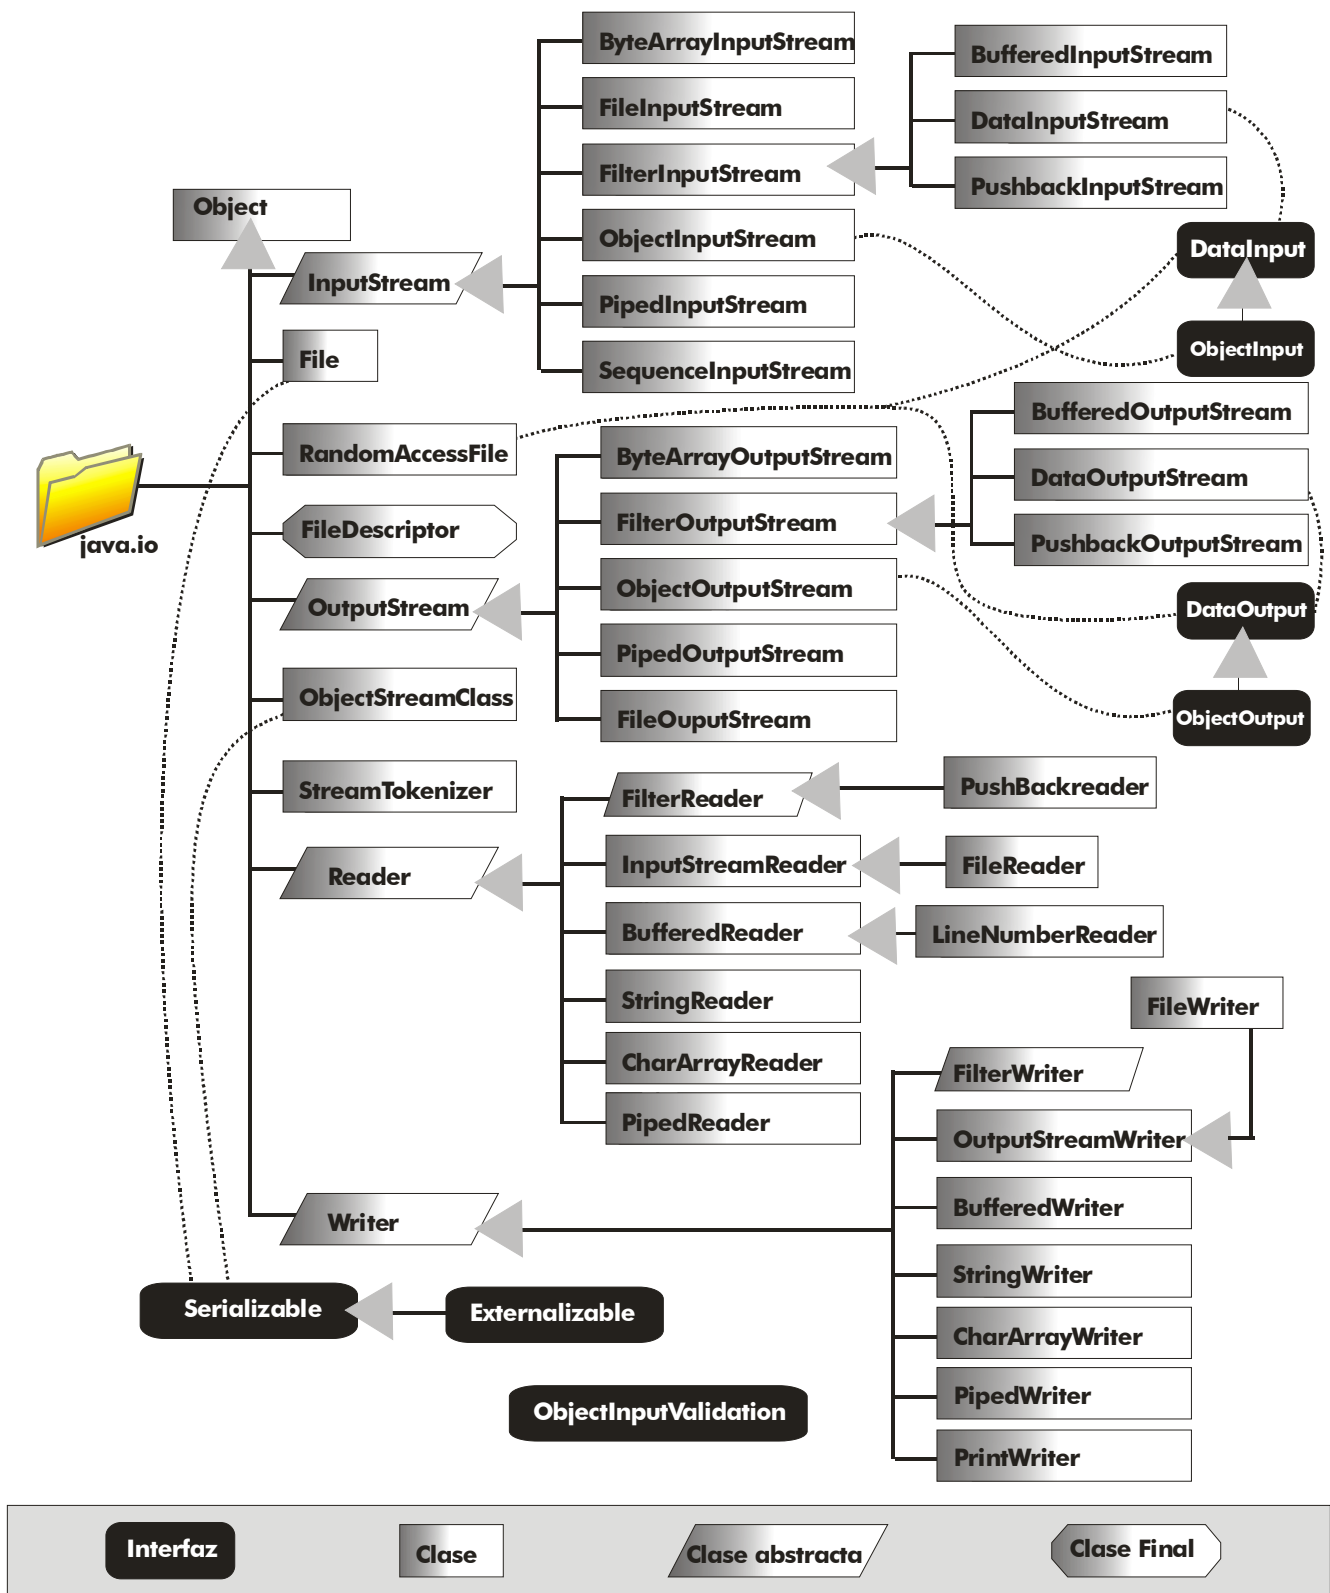 ByteArrayInputStream
BufferedInputStream
FileInputStream
DataInputStream
FilterInputStream
PushbackInputStream
Object
ObjectInputStream
DataInput
InputStream
PipedInputStream
ObjectInput
File
SequenceInputStream
BufferedOutputStream
RandomAccessFile
ByteArrayOutputStream
DataOutputStream
FilterOutputStream
FileDescriptor
PushbackOutputStream
java.io
ObjectOutputStream
OutputStream
DataOutput
PipedOutputStream
ObjectStreamClass
FileOuputStream
ObjectOutput
StreamTokenizer
FilterReader
PushBackreader
Reader
InputStreamReader
FileReader
BufferedReader
LineNumberReader
StringReader
FileWriter
CharArrayReader
FilterWriter
PipedReader
OutputStreamWriter
Writer
BufferedWriter
StringWriter
Serializable
Externalizable
CharArrayWriter
PipedWriter
ObjectInputValidation
PrintWriter
Interfaz
Clase
Clase abstracta
Clase Final